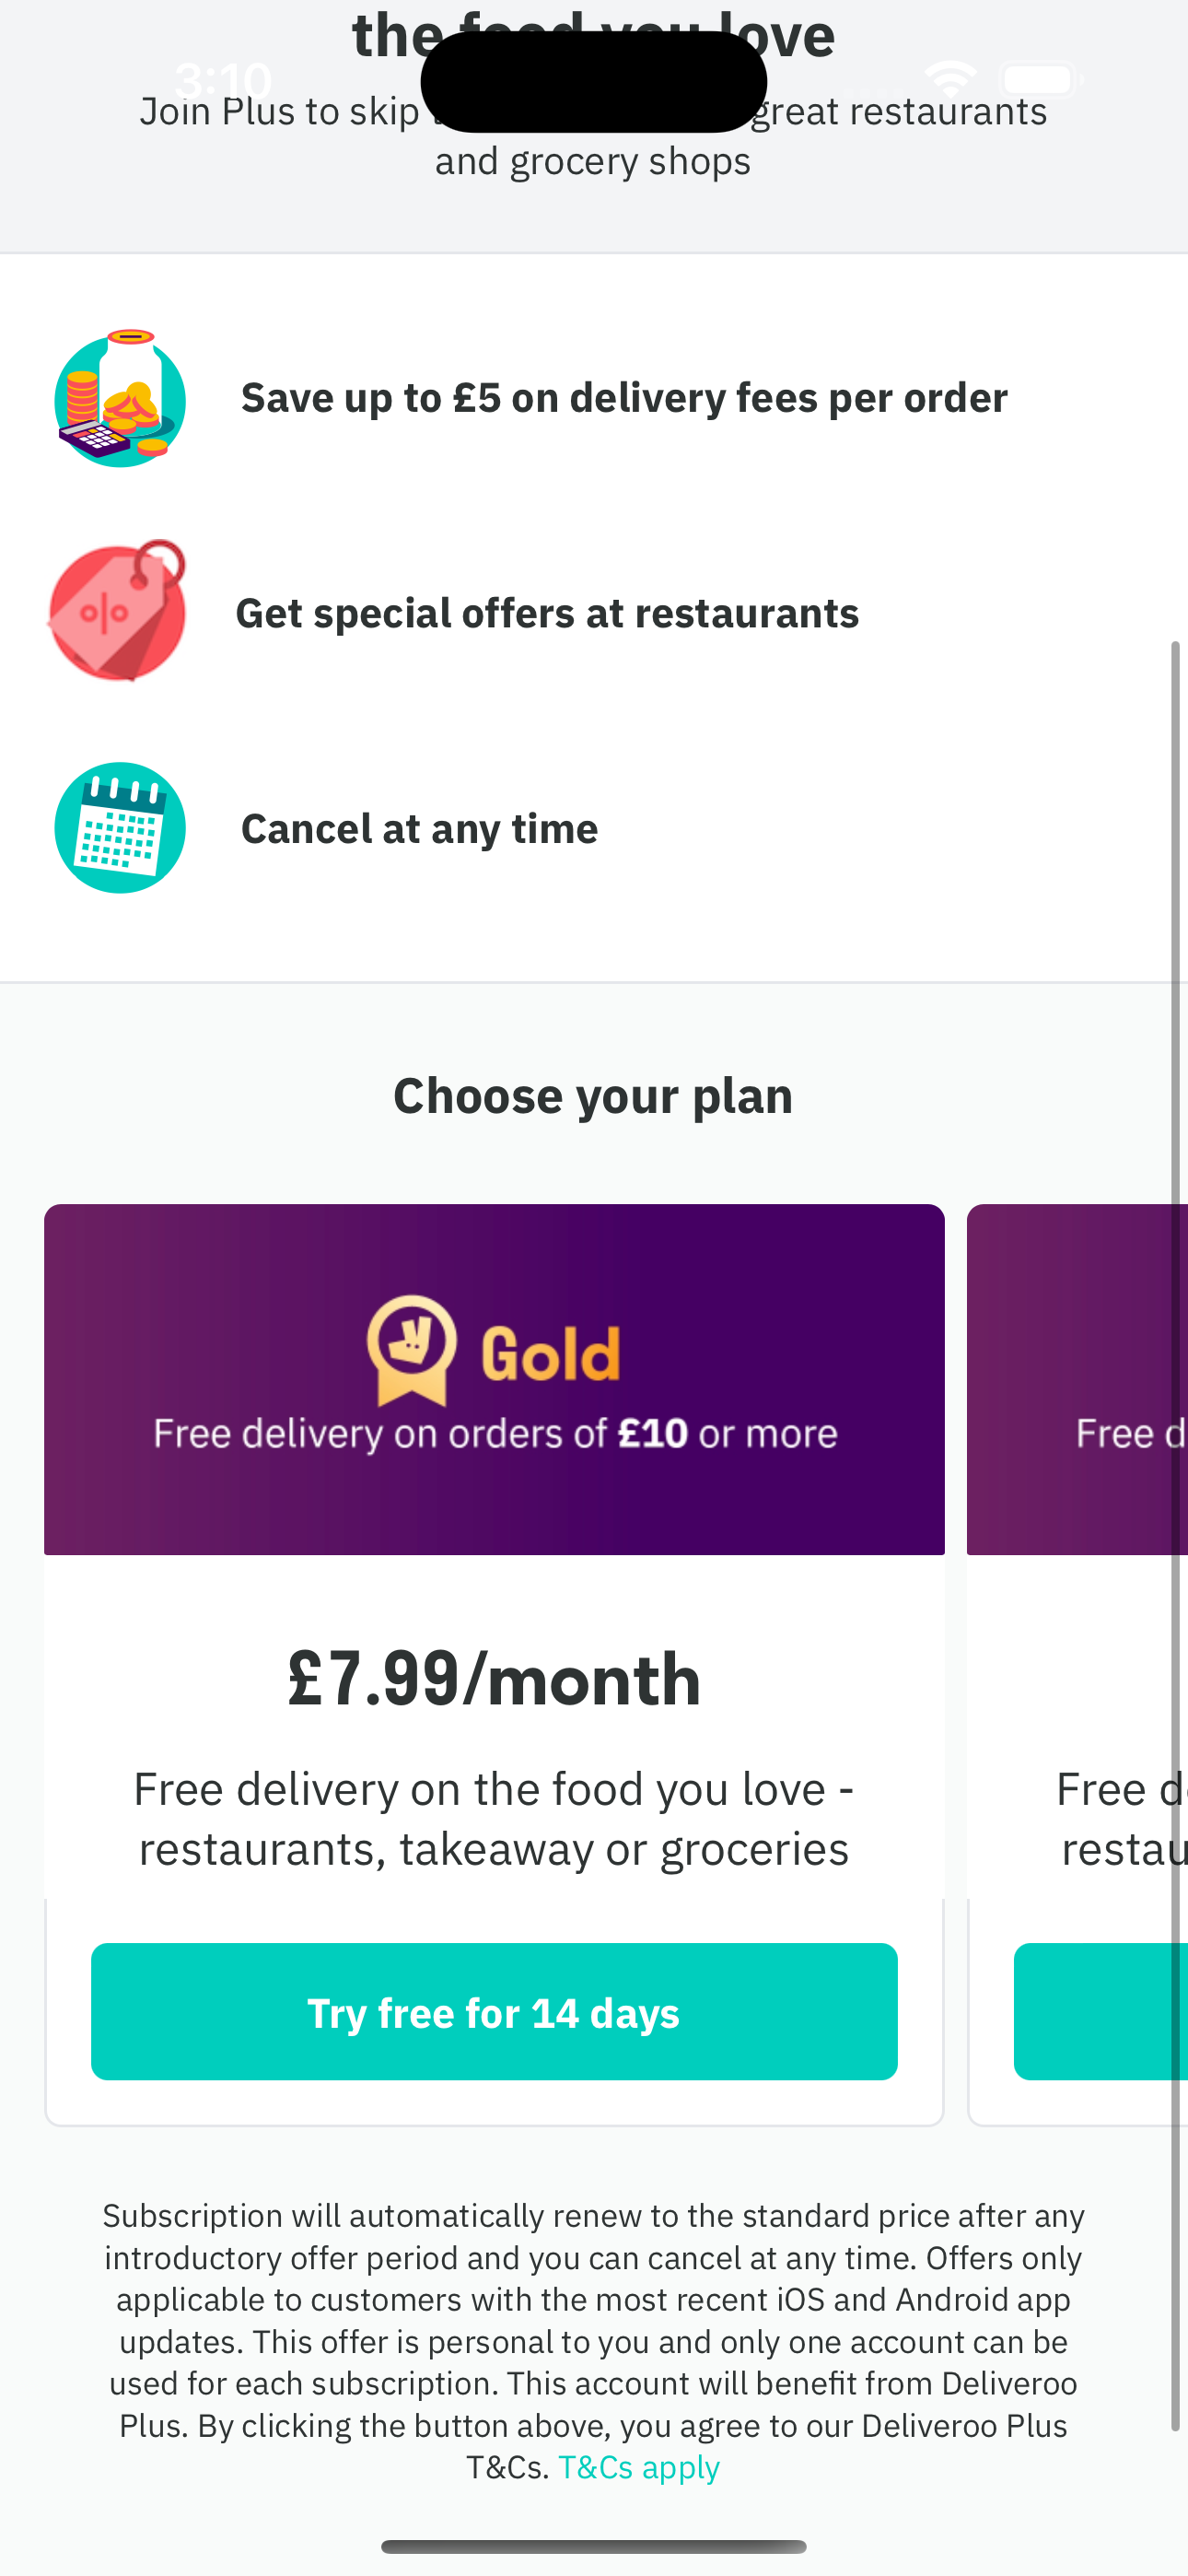 the food you love
3:10
Join Plus to skip great restaurants
and grocery shops
Save up to £5 on delivery fees per order
Get special offers at restaurants
Cancel at any time
Choose your plan
Gold
Free delivery on orders of £10 or more
Free d
£7.99/month
Free delivery on the food you love -
restaurants, takeaway or groceries
Free d
restau
Try free for 14 days
Subscription will automatically renew to the standard price after any
introductory offer period and you can cancel at any time. Offers only
applicable to customers with the most recent iOS and Android app
updates. This offer is personal to you and only one account can be
used for each subscription. This account will benefit from Deliveroo
Plus. By clicking the button above, you agree to our Deliveroo Plus
T&Cs. T&Cs apply